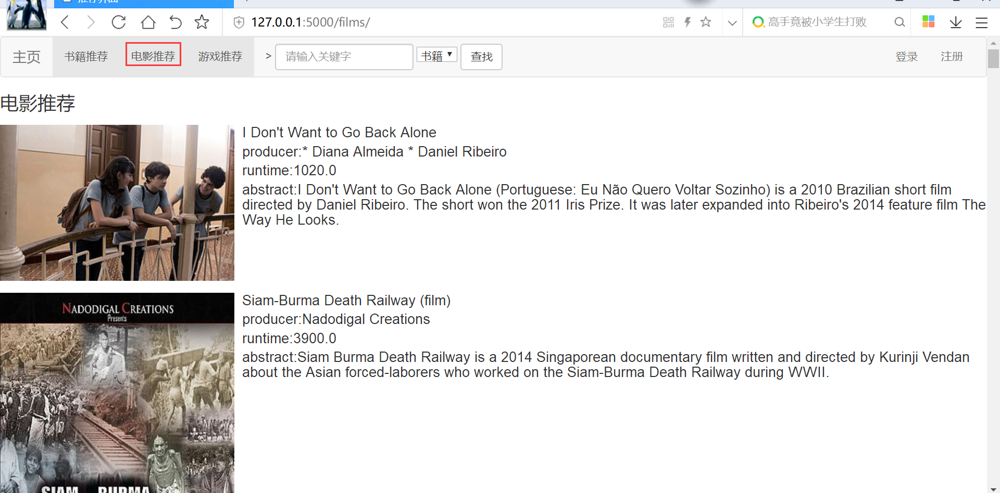 推荐界面
127.0.0.1:5000/films/
高手竟被小学生打败
主页 书籍推荐 电影推荐 游戏推荐 > 请输入关键字 书籍 查找 登录 注册
电影推荐
I Don't Want to Go Back Alone
producer:* Diana Almeida * Daniel Ribeiro
runtime:1020.0
abstract:I Don't Want to Go Back Alone (Portuguese: Eu Não Quero Voltar Sozinho) is a 2010 Brazilian short film
directed by Daniel Ribeiro. The short won the 2011 Iris Prize. It was later expanded into Ribeiro's 2014 feature film The
Way He Looks.
NADODIGAL CREATIONS
Presents
Siam-Burma Death Railway (film)
producer:Nadodigal Creations
runtime:3900.0
abstract:Siam Burma Death Railway is a 2014 Singaporean documentary film written and directed by Kurinji Vendan
about the Asian forced-laborers who worked on the Siam-Burma Death Railway during WWII.
SIAM BURMA